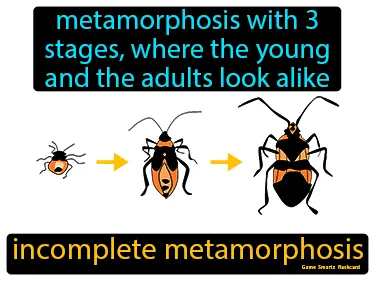 metamorphosis with 3
stages, where the young
and the adults look alike
incomplete metamorphosis
Game Smartz flashcard